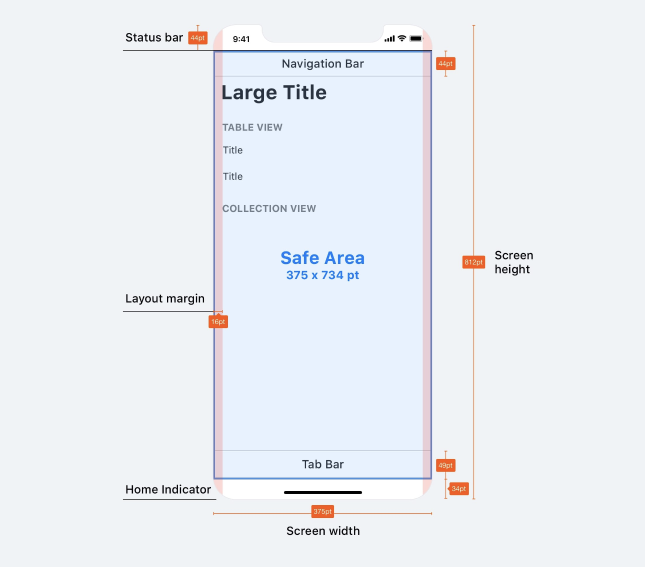 Status bar
44pt
9:41
Navigation Bar
44pt
Large Title
TABLE VIEW
Title
Title
COLLECTION VIEW
Safe Area
375 x 734 pt
812pt
Screen
height
Layout margin
16pt
Tab Bar
49pt
Home Indicator
34pt
375pt
Screen width